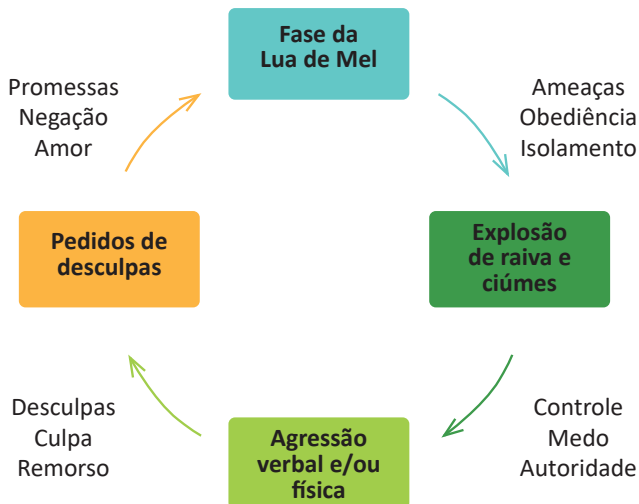 Fase da
Lua de Mel
Promessas
Negação
Amor
Ameaças
Obediência
Isolamento
Pedidos de
desculpas
Explosão
de raiva e
ciúmes
Desculpas
Culpa
Remorso
Agressão
verbal e/ou
física
Controle
Medo
Autoridade